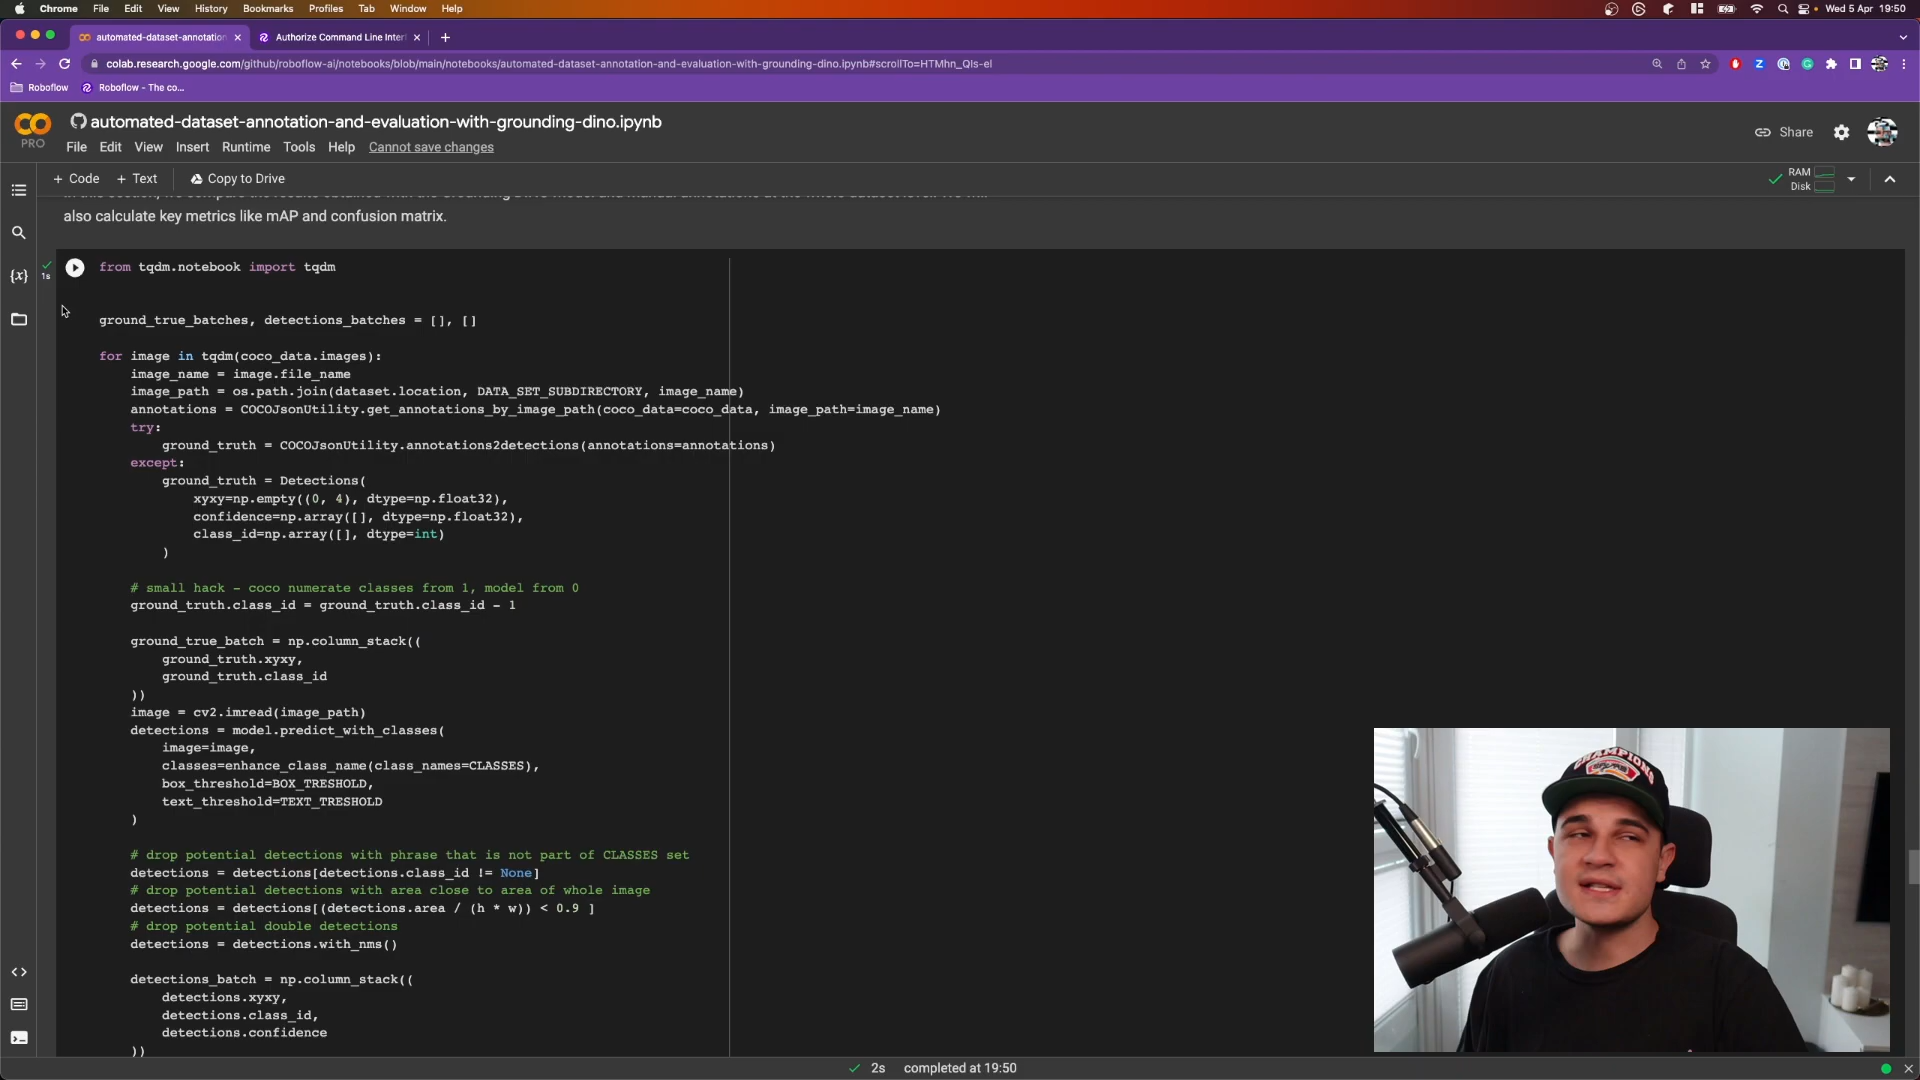 Chrome File Edit View History Bookmarks Profiles Tab Window Help
Wed 5 Apr 19:50
automated-dataset-annotation
Authorize Command Line Inter
colab.research.google.com/github/roboflow-ai/notebooks/blob/main/notebooks/automated-dataset-annotation-and-evaluation-with-grounding-dino.ipynb#scrollTo=HTMhn_QIs-el
Roboflow
Roboflow - The co...
PRO
automated-dataset-annotation-and-evaluation-with-grounding-dino.ipynb
File Edit View Insert Runtime Tools Help Cannot save changes
Share
+ Code + Text Copy to Drive
RAM
Disk
also calculate key metrics like mAP and confusion matrix.
1s
from tqdm.notebook import tqdm
ground_true_batches, detections_batches = [], []
for image in tqdm(coco_data.images):
image_name = image.file_name
image_path = os.path.join(dataset.location, DATA_SET_SUBDIRECTORY, image_name)
annotations = COCOJsonUtility.get_annotations_by_image_path(coco_data=coco_data, image_path=image_name)
try:
ground_truth = COCOJsonUtility.annotations2detections(annotations=annotations)
except:
ground_truth = Detections(
xyxy=np.empty((0, 4), dtype=np.float32),
confidence=np.array([], dtype=np.float32),
class_id=np.array([], dtype=int)
)
# small hack - coco numerate classes from 1, model from 0
ground_truth.class_id = ground_truth.class_id - 1
ground_true_batch = np.column_stack((
ground_truth.xyxy,
ground_truth.class_id
))
image = cv2.imread(image_path)
detections = model.predict_with_classes(
image=image,
classes=enhance_class_name(class_names=CLASSES),
box_threshold=BOX_TRESHOLD,
text_threshold=TEXT_TRESHOLD
)
# drop potential detections with phrase that is not part of CLASSES set
detections = detections[detections.class_id != None]
# drop potential detections with area close to area of whole image
detections = detections[(detections.area / (h * w)) < 0.9 ]
# drop potential double detections
detections = detections.with_nms()
detections_batch = np.column_stack((
detections.xyxy,
detections.class_id,
detections.confidence
))
CHAMPIONS
2s completed at 19:50